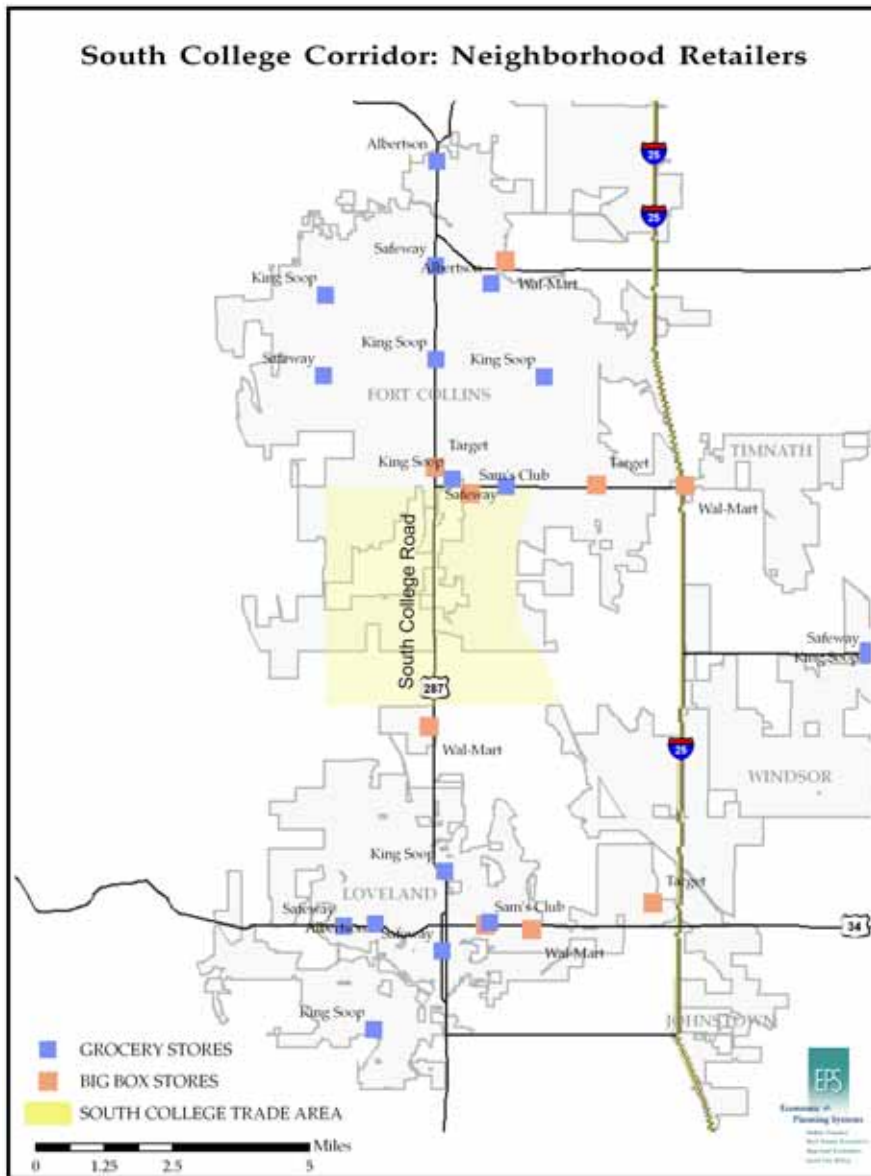 South College Corridor: Neighborhood Retailers
Albertson
25
25
Safeway
Albertson
King Soop
Wal-Mart
King Soop
King Soop
Safeway
FORT COLLINS
Target
TIMNATH
King Soop
Sam's Club
Target
Safeway
Wal-Mart
South College Road
Safeway
King Soop
287
25
Wal-Mart
WINDSOR
King Soop
LOVELAND
Target
Safeway
Sam's Club
Albertson
Safeway
34
Wal-Mart
King Soop
JOHNSTOWN
GROCERY STORES
BIG BOX STORES
SOUTH COLLEGE TRADE AREA
EPS
Economic &
Planning Systems
Miles
0 1.25 2.5 5